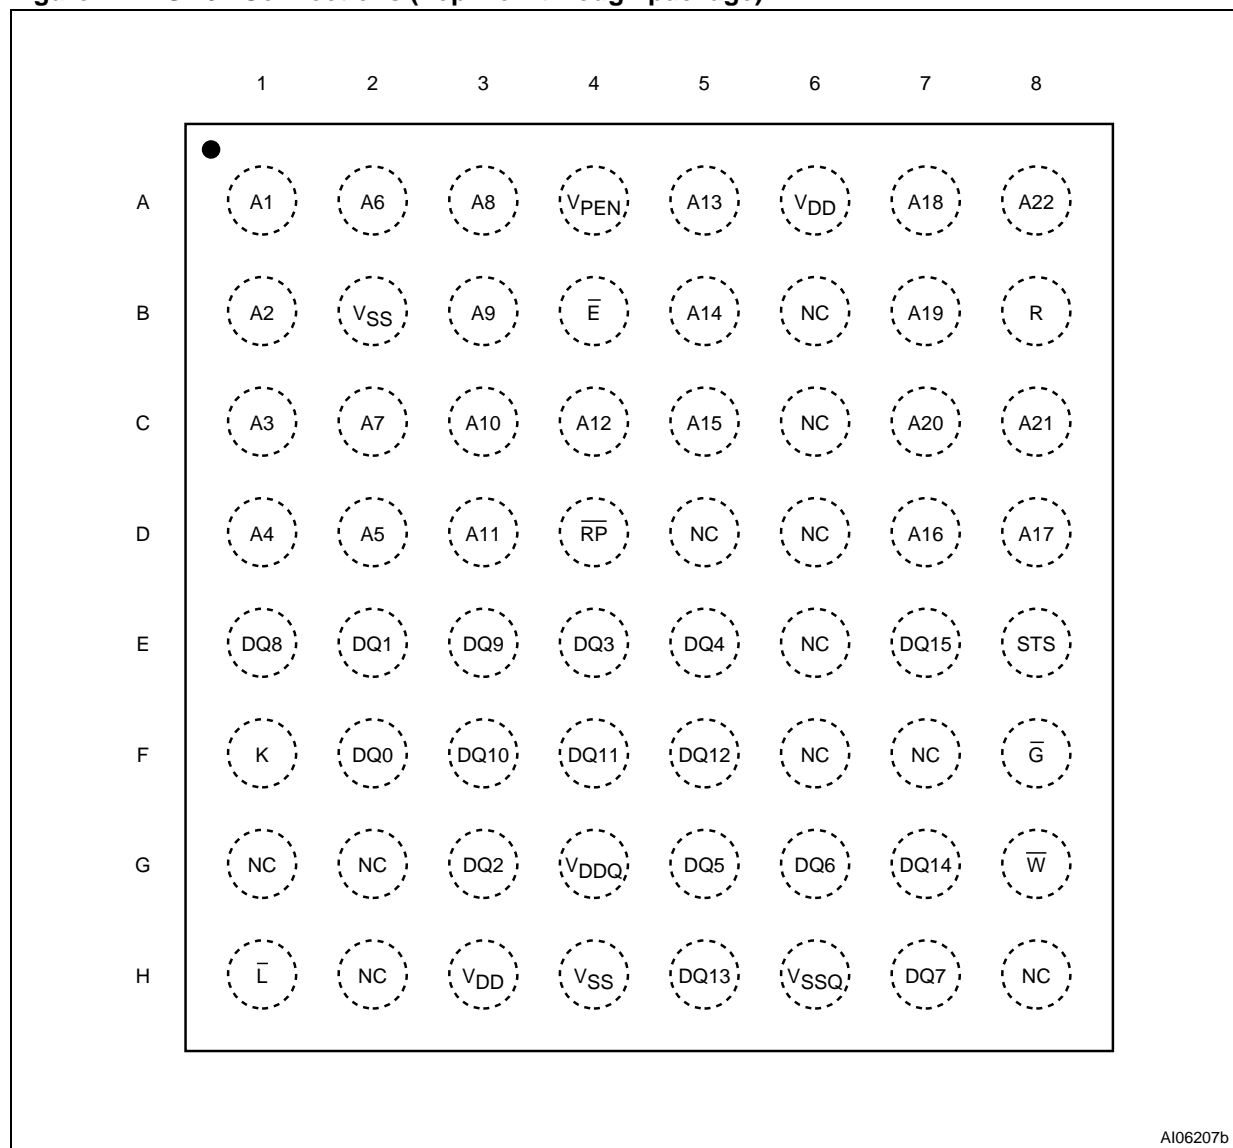 1 2 3 4 5 6 7 8
A A1 A6 A8 VPEN A13 VDD A18 A22
B A2 VSS A9 E̅ A14 NC A19 R
C A3 A7 A10 A12 A15 NC A20 A21
D A4 A5 A11 R̅P̅ NC NC A16 A17
E DQ8 DQ1 DQ9 DQ3 DQ4 NC DQ15 STS
F K DQ0 DQ10 DQ11 DQ12 NC NC G̅
G NC NC DQ2 VDDQ DQ5 DQ6 DQ14 W̅
H L̅ NC VDD VSS DQ13 VSSQ DQ7 NC
AI06207b